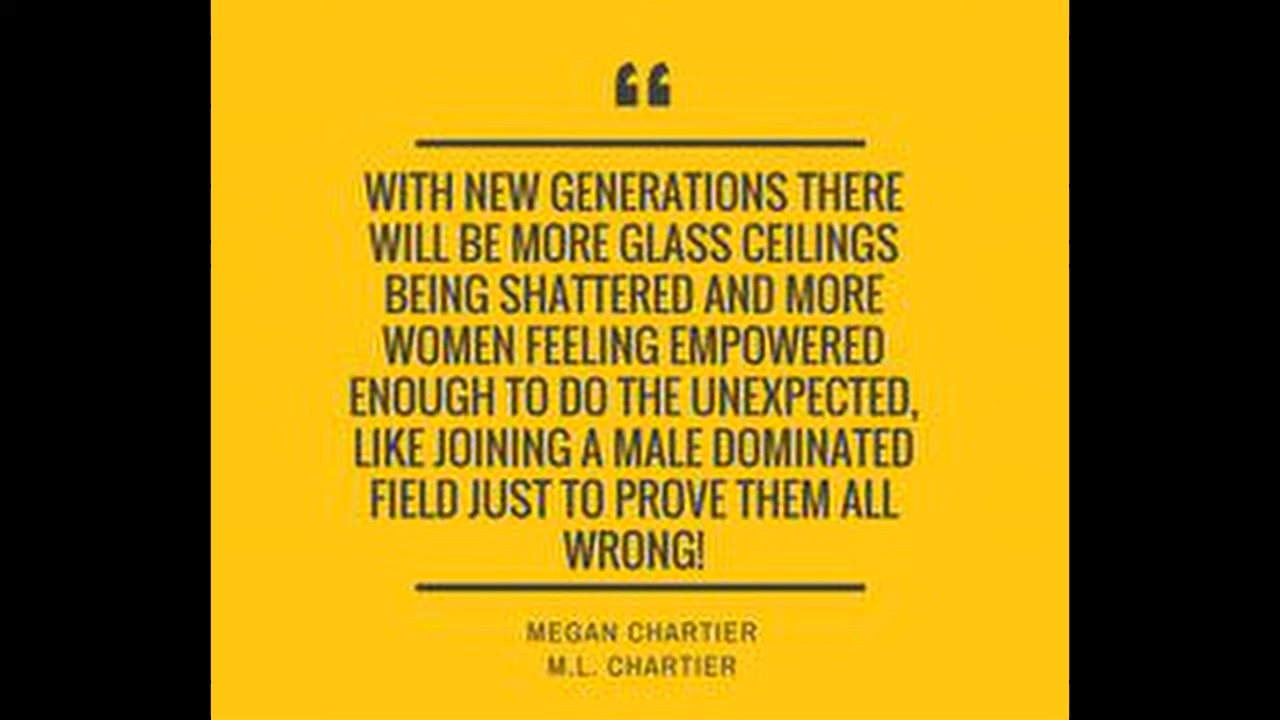 “
WITH NEW GENERATIONS THERE
WILL BE MORE GLASS CEILINGS
BEING SHATTERED AND MORE
WOMEN FEELING EMPOWERED
ENOUGH TO DO THE UNEXPECTED,
LIKE JOINING A MALE DOMINATED
FIELD JUST TO PROVE THEM ALL
WRONG!
MEGAN CHARTIER
M.L. CHARTIER